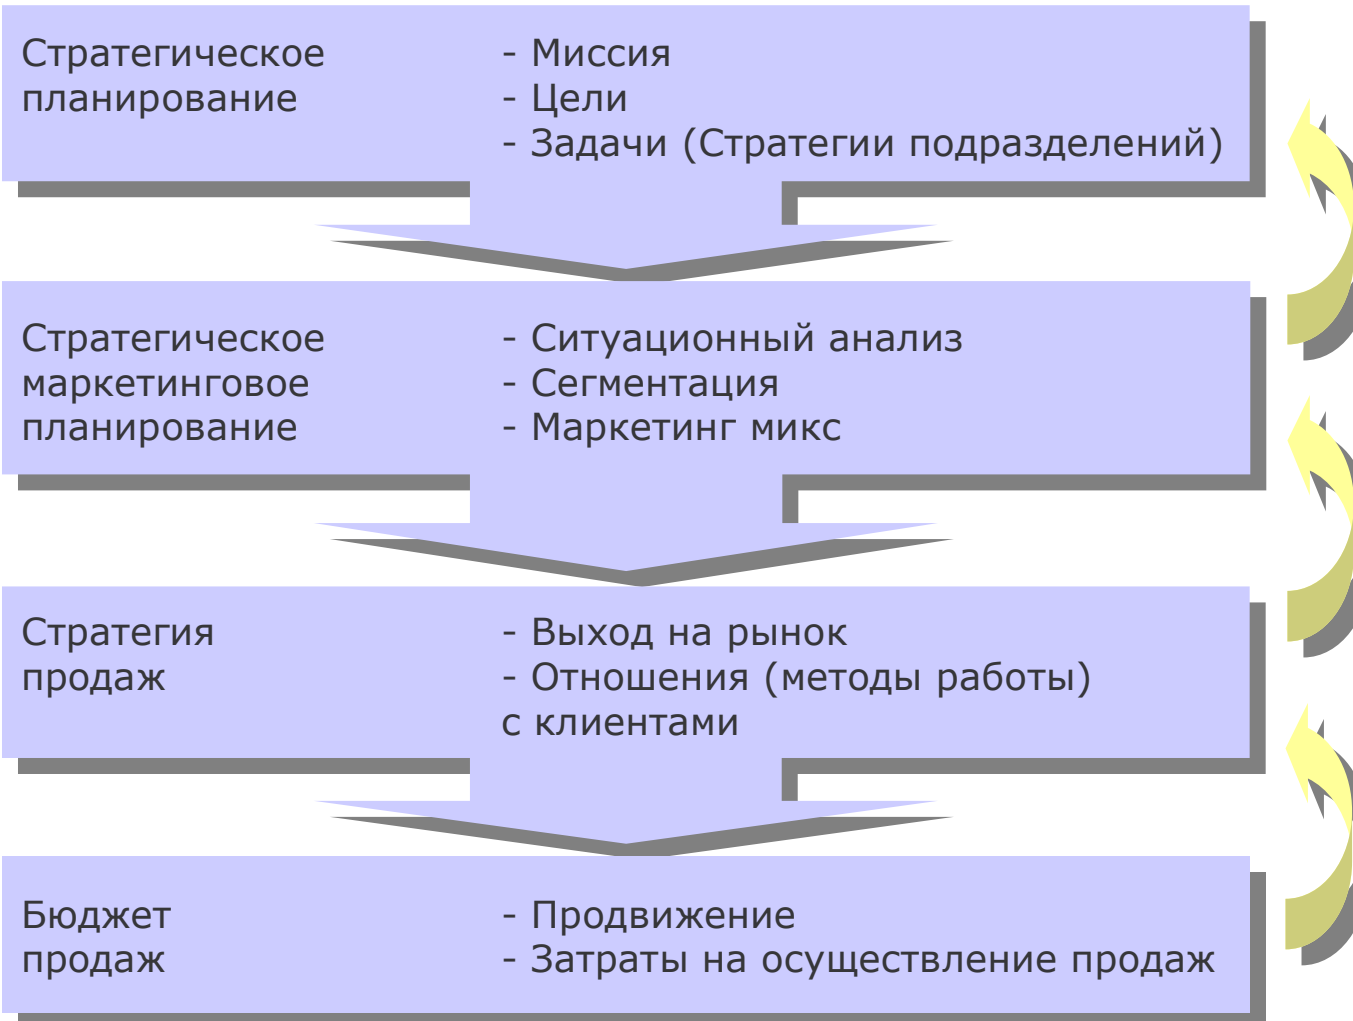 Стратегическое
планирование
- Миссия
- Цели
- Задачи (Стратегии подразделений)
Стратегическое
маркетинговое
планирование
- Ситуационный анализ
- Сегментация
- Маркетинг микс
Стратегия
продаж
- Выход на рынок
- Отношения (методы работы)
с клиентами
Бюджет
продаж
- Продвижение
- Затраты на осуществление продаж